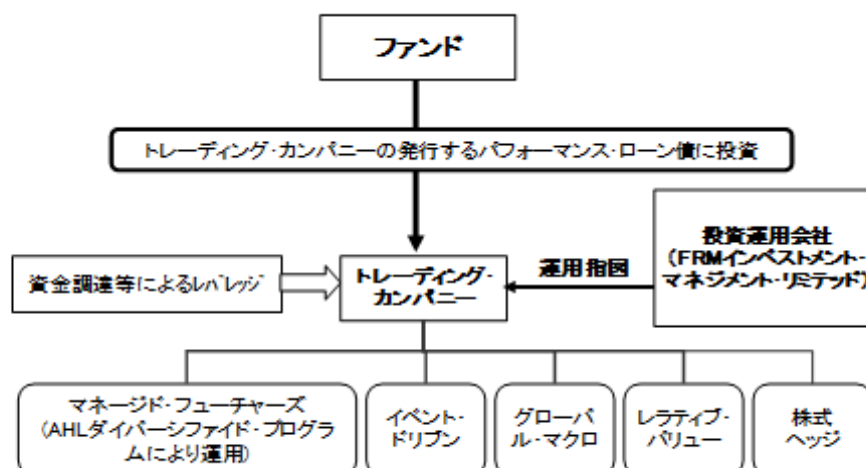 ファンド
トレーディング・カンパニーの発行するパフォーマンス・ローン債に投資
投資運用会社
(FRMインベストメント・
マネジメント・リミテッド)
資金調達等によるレバレッジ
トレーディング・
カンパニー
運用指図
マネージド・フューチャーズ
(AHLダイバーシファイド・プログラ
ムにより運用)
イベント・
ドリブン
グローバ
ル・マクロ
レラティブ・
バリュー
株式
ヘッジ